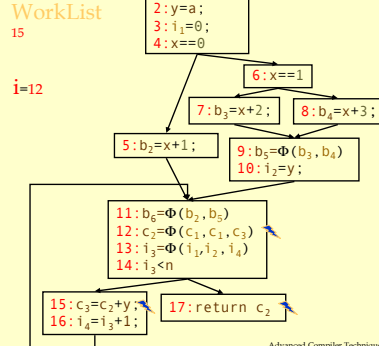 WorkList
15
i=12
2:y=a;
3:i₁=0;
4:x==0
6:x==1
7:b₃=x+2;
8:b₄=x+3;
5:b₂=x+1;
9:b₅=Φ(b₃,b₄)
10:i₂=y;
11:b₆=Φ(b₂,b₅)
12:c₂=Φ(c₁,c₁,c₃)
13:i₃=Φ(i₁,i₂,i₄)
14:i₃<n
15:c₃=c₂+y;
16:i₄=i₃+1;
17:return c₂
Advanced Compiler Technique